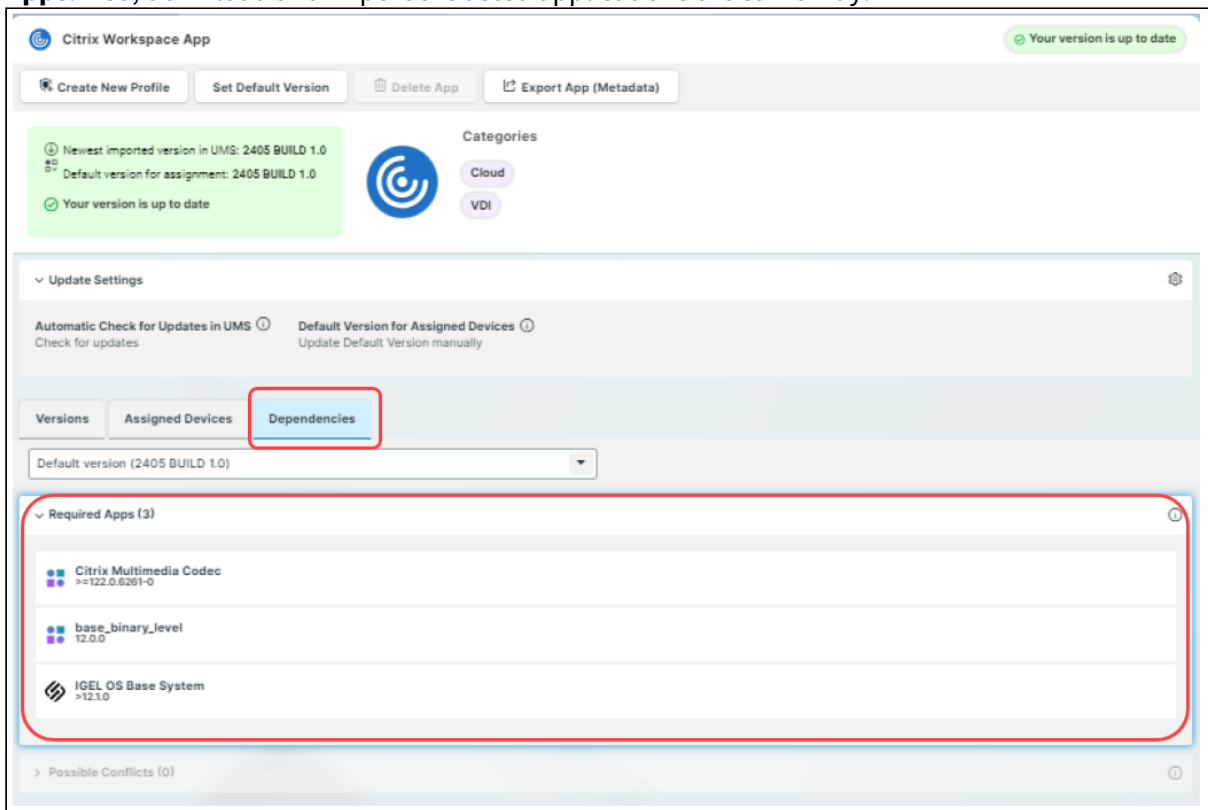 Citrix Workspace App
Your version is up to date
Create New Profile
Set Default Version
Delete App
Export App (Metadata)
Newest imported version in UMS: 2405 BUILD 1.0
Default version for assignment: 2405 BUILD 1.0
Your version is up to date
Categories
Cloud
VDI
Update Settings
Automatic Check for Updates in UMS
Check for updates
Default Version for Assigned Devices
Update Default Version manually
Versions
Assigned Devices
Dependencies
Default version (2405 BUILD 1.0)
Required Apps (3)
Citrix Multimedia Codec
>=122.0.6261-0
base_binary_level
12.0.0
IGEL OS Base System
>12.1.0
Possible Conflicts (0)